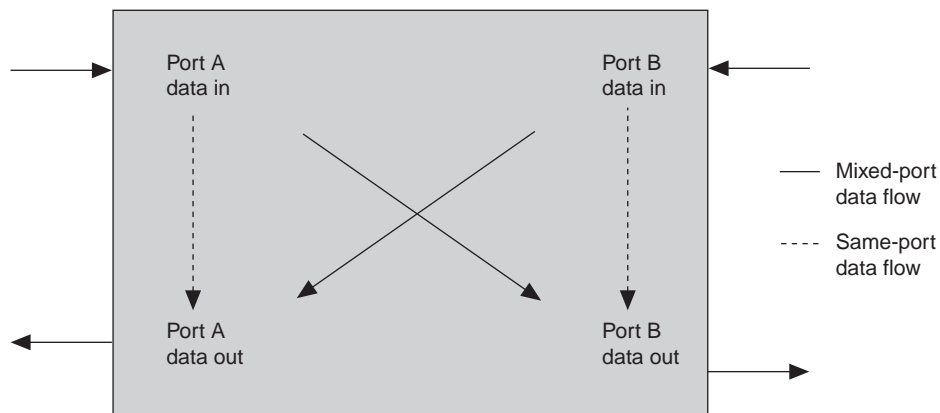 Port A
data in
Port B
data in
Mixed-port
data flow
Same-port
data flow
Port A
data out
Port B
data out